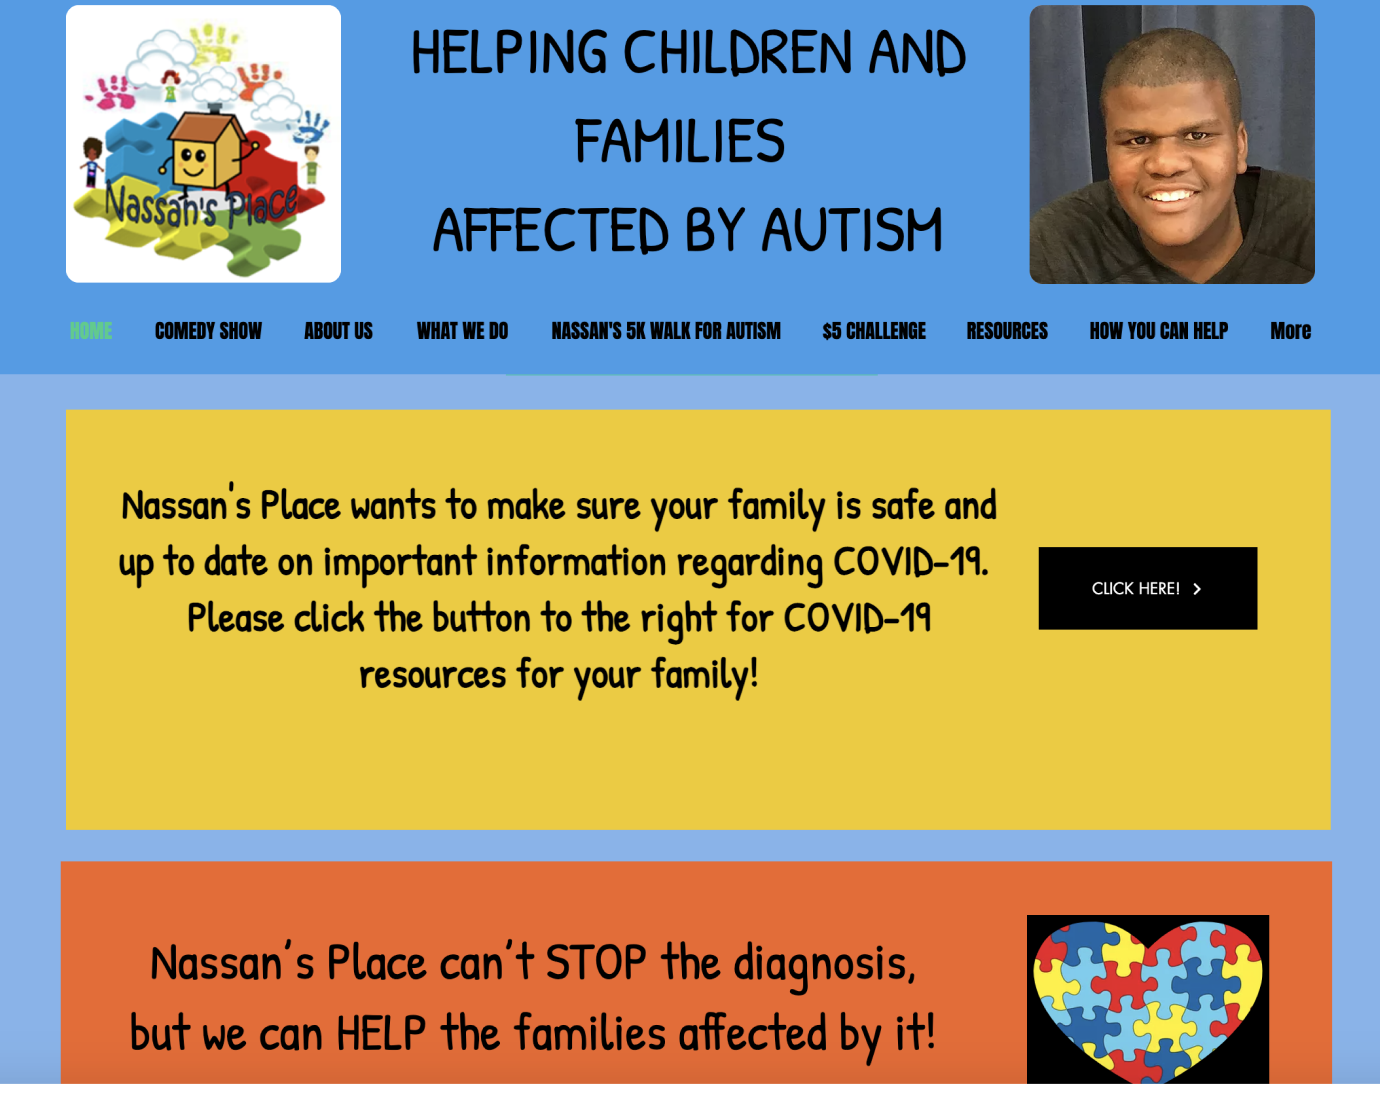 Nassan's Place
HELPING CHILDREN AND
FAMILIES
AFFECTED BY AUTISM
HOME
COMEDY SHOW
ABOUT US
WHAT WE DO
NASSAN'S 5K WALK FOR AUTISM
$5 CHALLENGE
RESOURCES
HOW YOU CAN HELP
More
Nassan's Place wants to make sure your family is safe and
up to date on important information regarding COVID-19.
Please click the button to the right for COVID-19
resources for your family!
CLICK HERE!
Nassan's Place can't STOP the diagnosis,
but we can HELP the families affected by it!